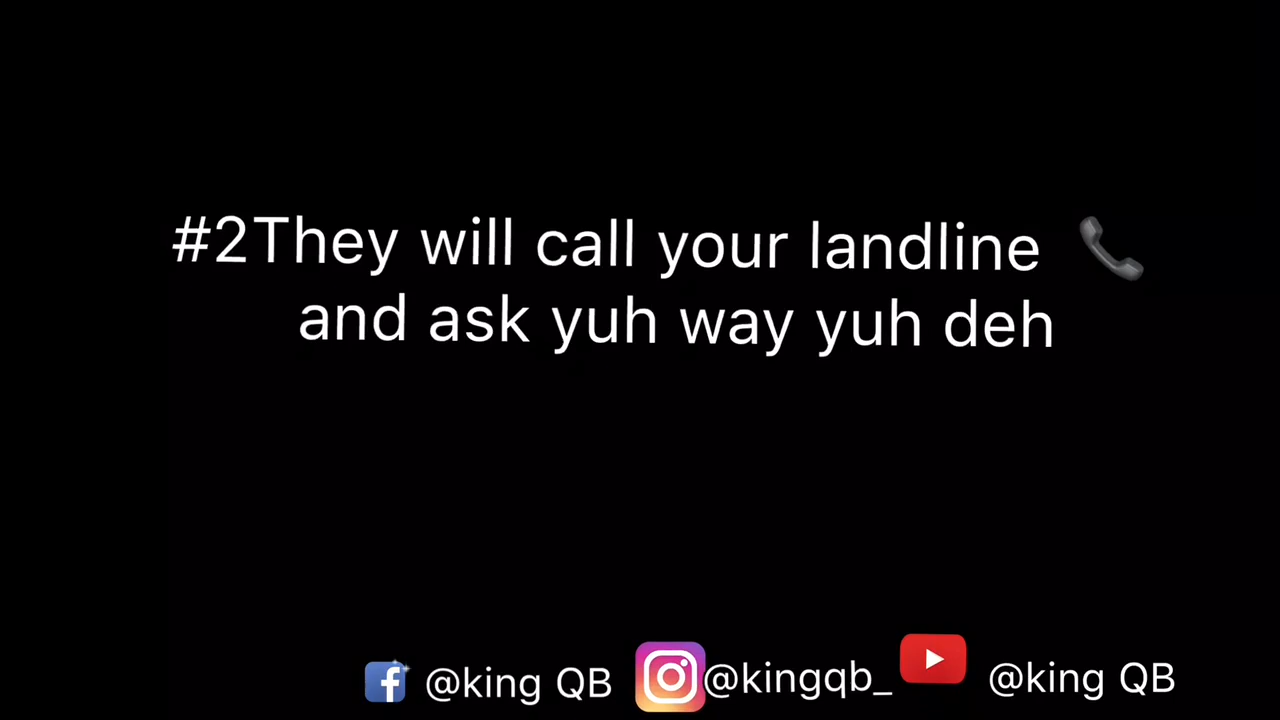 #2They will call your landline 📞
and ask yuh way yuh deh
@king QB @kingqb_ @king QB